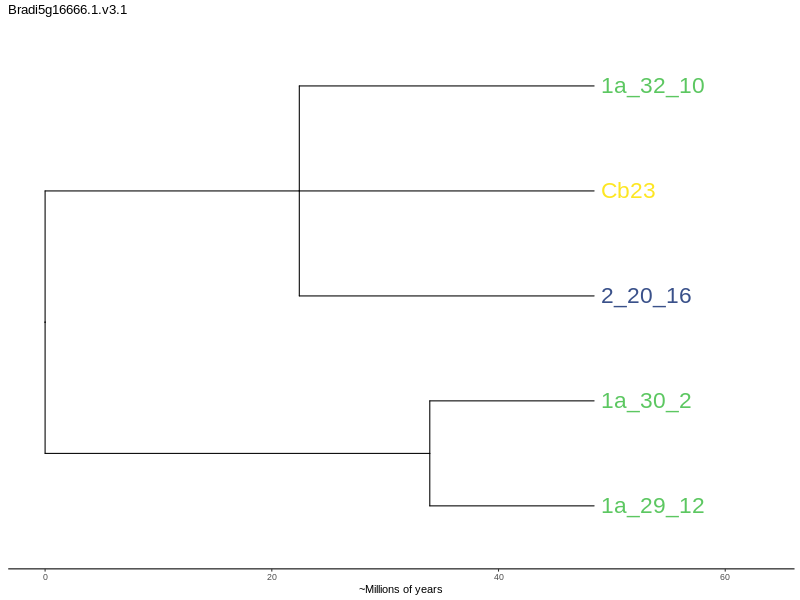 Bradi5g16666.1.v3.1
1a_32_10
Cb23
2_20_16
1a_30_2
1a_29_12
0 20 40 60
~Millions of years